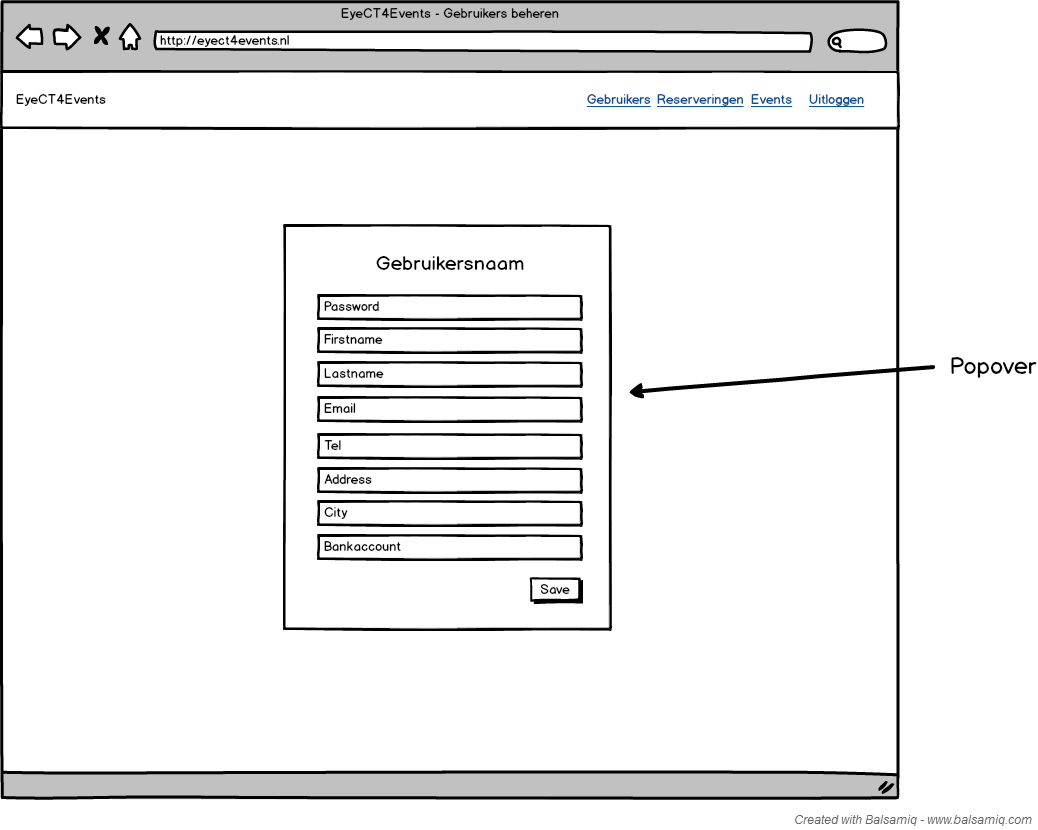 EyeCT4Events - Gebruikers beheren
http://eyect4events.nl
EyeCT4Events
Gebruikers Reserveringen Events Uitloggen
Gebruikersnaam
Password
Firstname
Lastname
Email
Tel
Address
City
Bankaccount
Save
Popover
Created with Balsamiq - www.balsamiq.com